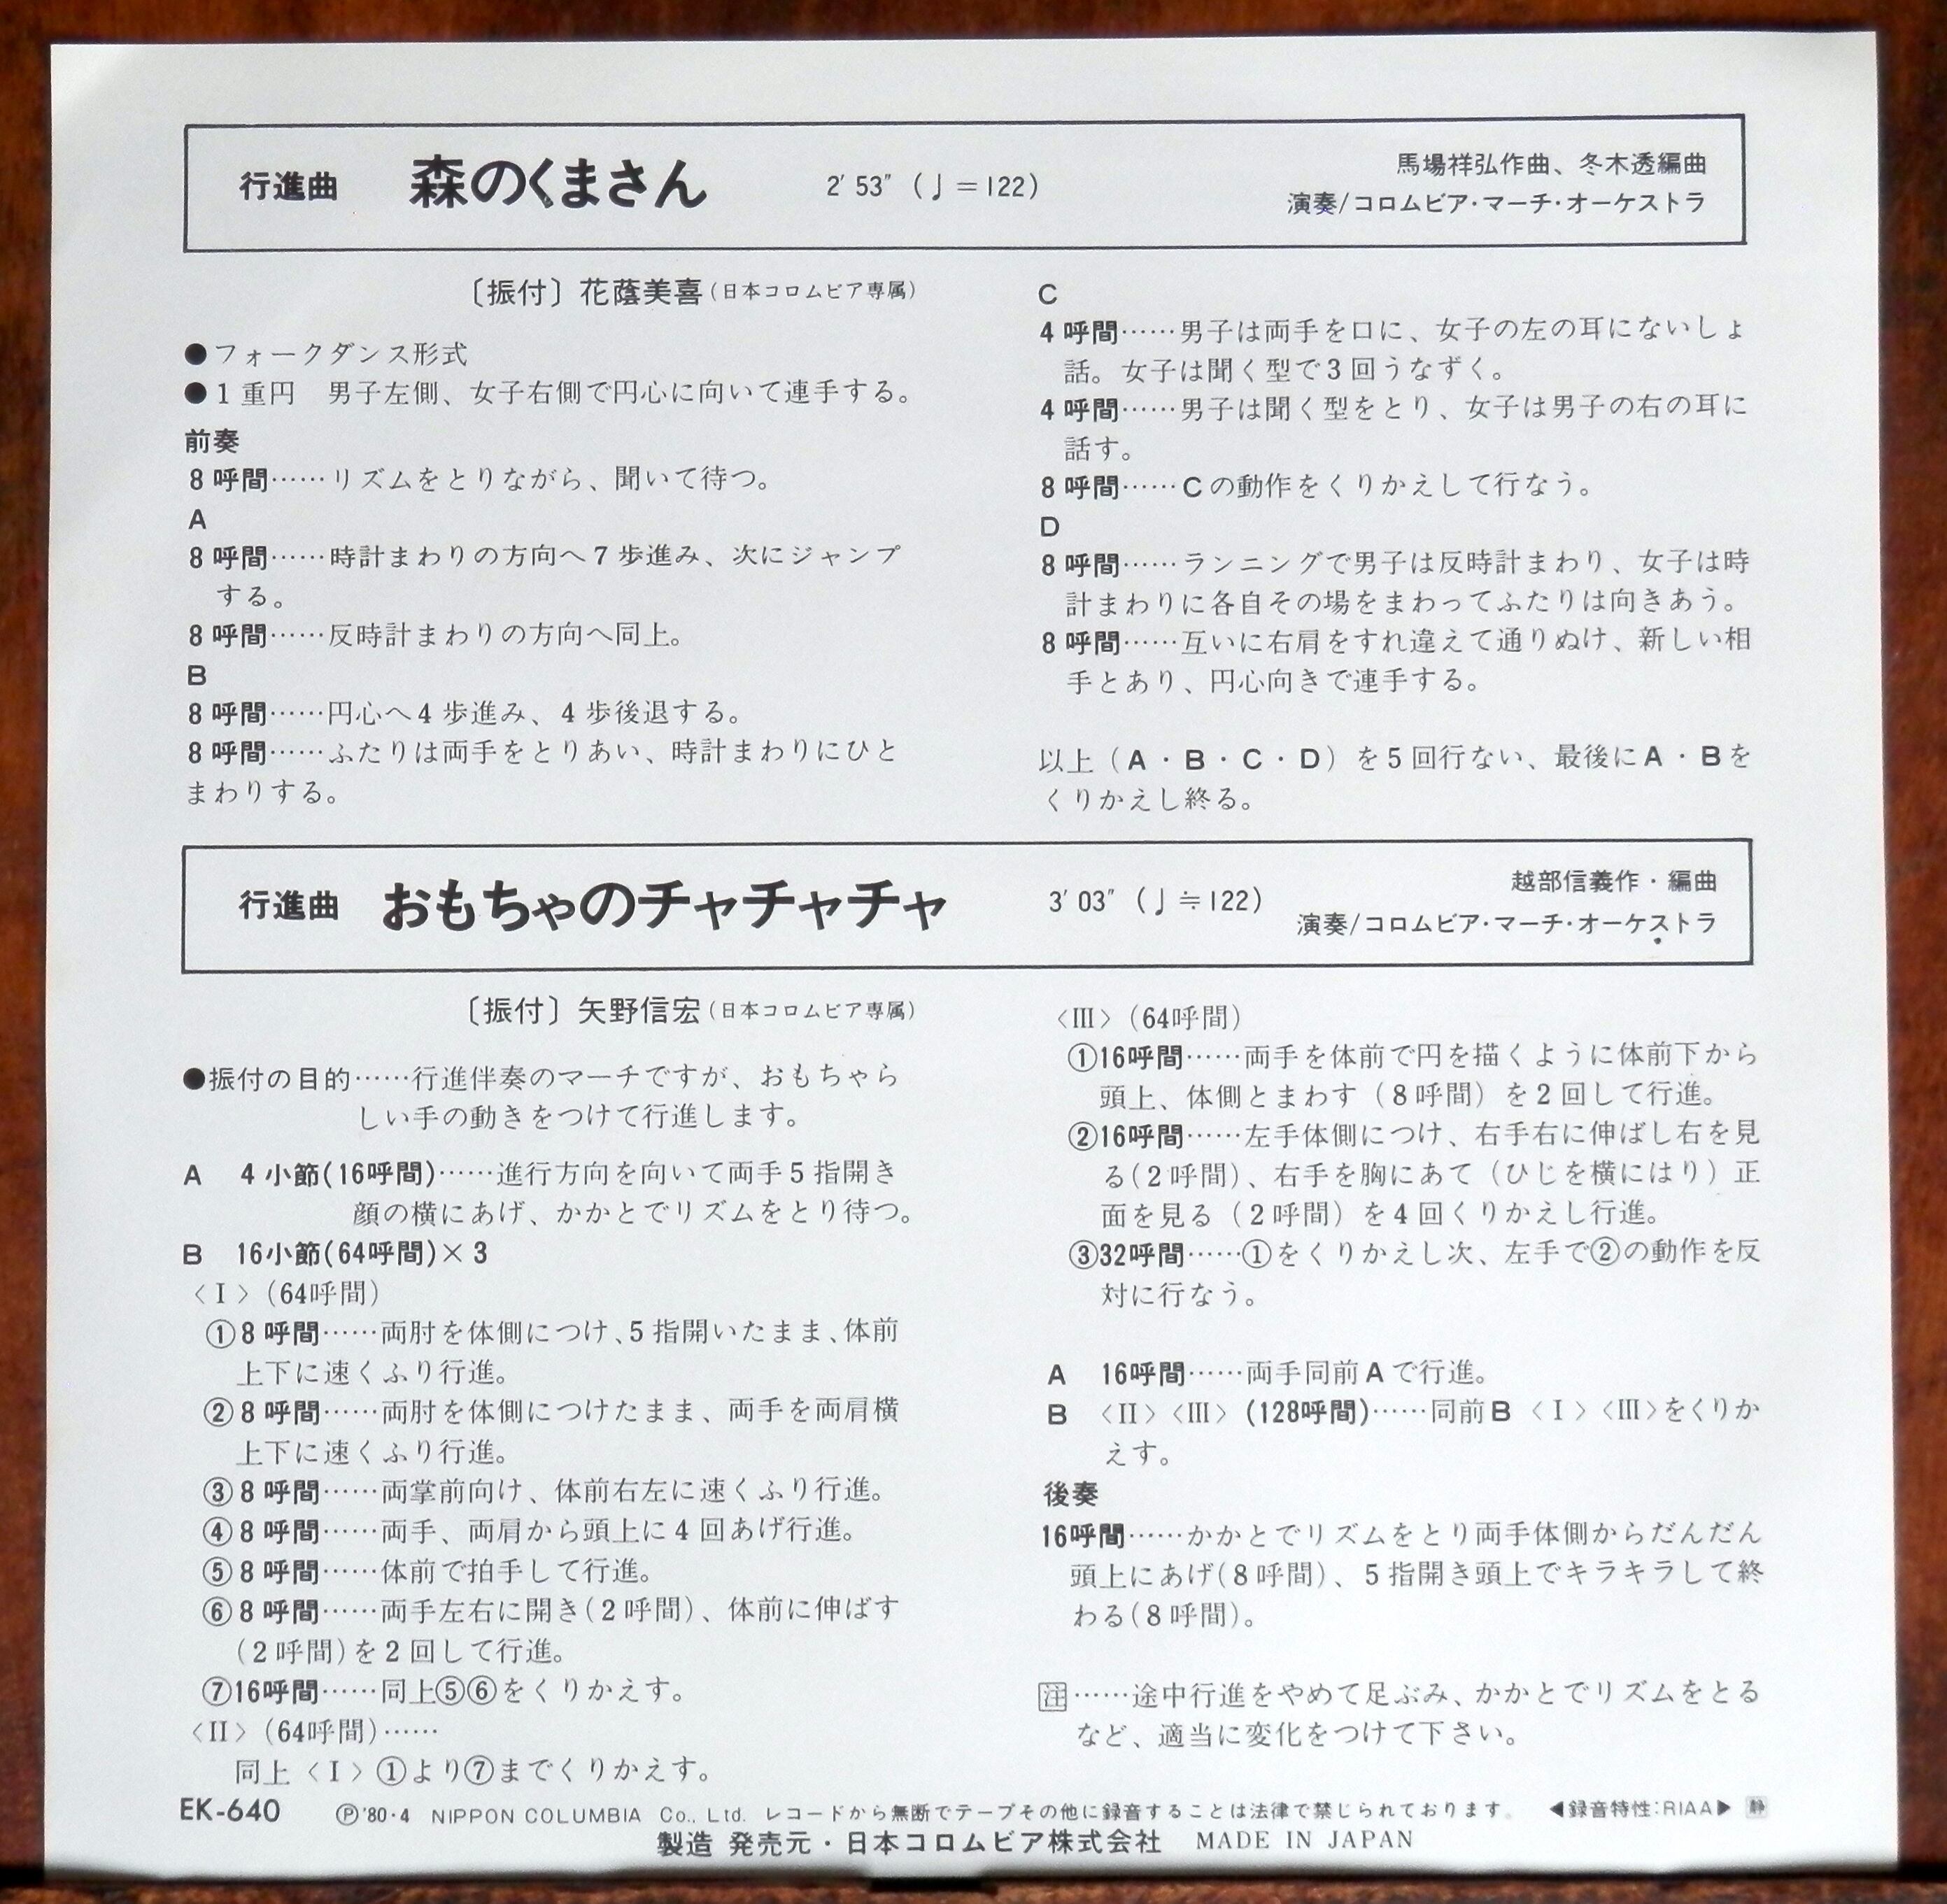 行進曲 森のくまさん 2′53″(♩=122)
馬場祥弘作曲、冬木透編曲
演奏/コロムビア・マーチ・オーケストラ
〔振付〕花蔭美喜(日本コロムビア専属)
●フォークダンス形式
●1重円 男子左側、女子右側で円心に向いて連手する。
前奏
8呼間……リズムをとりながら、聞いて待つ。
A
8呼間……時計まわりの方向へ7歩進み、次にジャンプ
する。
8呼間……反時計まわりの方向へ同上。
B
8呼間……円心へ4歩進み、4歩後退する。
8呼間……ふたりは両手をとりあい、時計まわりにひと
まわりする。
C
4呼間……男子は両手を口に、女子の左の耳にないしょ
話。女子は聞く型で3回うなずく。
4呼間……男子は聞く型をとり、女子は男子の右の耳に
話す。
8呼間……Cの動作をくりかえして行なう。
D
8呼間……ランニングで男子は反時計まわり、女子は時
計まわりに各自その場をまわってふたりは向きあう。
8呼間……互いに右肩をすれ違えて通りぬけ、新しい相
手とあり、円心向きで連手する。
以上(A・B・C・D)を5回行ない、最後にA・Bを
くりかえし終る。
行進曲 おもちゃのチャチャチャ 3′03″(♩≒122)
越部信義作・編曲
演奏/コロムビア・マーチ・オーケストラ
〔振付〕矢野信宏(日本コロムビア専属)
●振付の目的……行進伴奏のマーチですが、おもちゃら
しい手の動きをつけて行進します。
A 4小節(16呼間)……進行方向を向いて両手5指開き
顔の横にあげ、かかとでリズムをとり待つ。
B 16小節(64呼間)×3
〈Ⅰ〉(64呼間)
①8呼間……両肘を体側につけ、5指開いたまま、体前
上下に速くふり行進。
②8呼間……両肘を体側につけたまま、両手を両肩横
上下に速くふり行進。
③8呼間……両掌前向け、体前右左に速くふり行進。
④8呼間……両手、両肩から頭上に4回あげ行進。
⑤8呼間……体前で拍手して行進。
⑥8呼間……両手左右に開き(2呼間)、体前に伸ばす
(2呼間)を2回して行進。
⑦16呼間……同上⑤⑥をくりかえす。
〈Ⅱ〉(64呼間)……
同上〈Ⅰ〉①より⑦までくりかえす。
〈Ⅲ〉(64呼間)
①16呼間……両手を体前で円を描くように体前下から
頭上、体側とまわす(8呼間)を2回して行進。
②16呼間……左手体側につけ、右手右に伸ばし右を見
る(2呼間)、右手を胸にあて(ひじを横にはり)正
面を見る(2呼間)を4回くりかえし行進。
③32呼間……①をくりかえし次、左手で②の動作を反
対に行なう。
A 16呼間……両手同前Aで行進。
B 〈Ⅱ〉〈Ⅲ〉(128呼間)……同前B〈Ⅰ〉〈Ⅲ〉をくりか
えす。
後奏
16呼間……かかとでリズムをとり両手体側からだんだん
頭上にあげ(8呼間)、5指開き頭上でキラキラして終
わる(8呼間)。
注……途中行進をやめて足ぶみ、かかとでリズムをとる
など、適当に変化をつけて下さい。
EK-640 Ⓟ'80・4 NIPPON COLUMBIA Co., Ltd. レコードから無断でテープその他に録音することは法律で禁じられております。 ◀録音特性:RIAA▶ 静
製造 発売元・日本コロムビア株式会社 MADE IN JAPAN